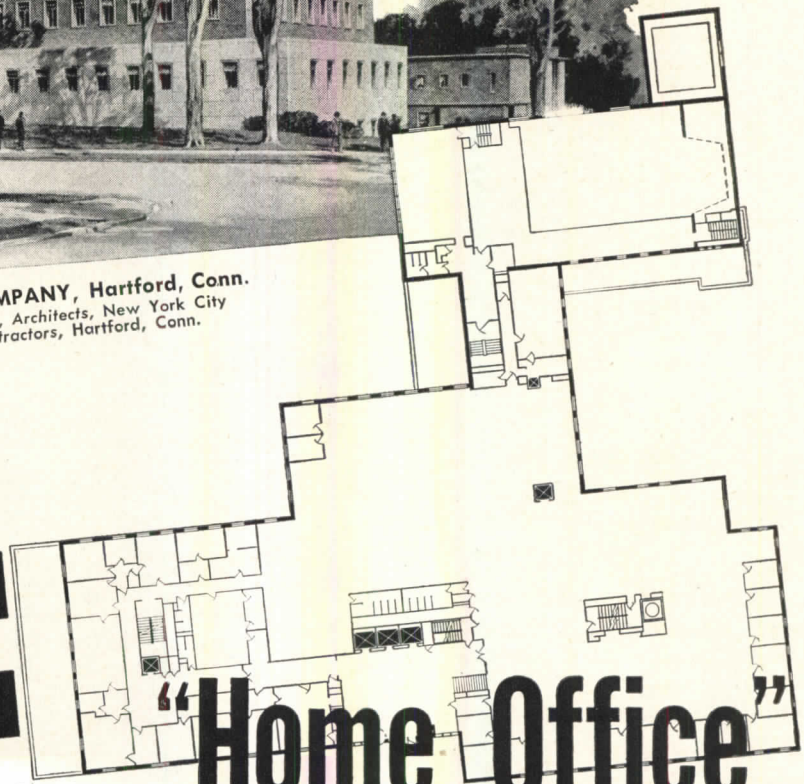 MPANY, Hartford, Conn.
, Architects, New York City
tractors, Hartford, Conn.
"Home Office"